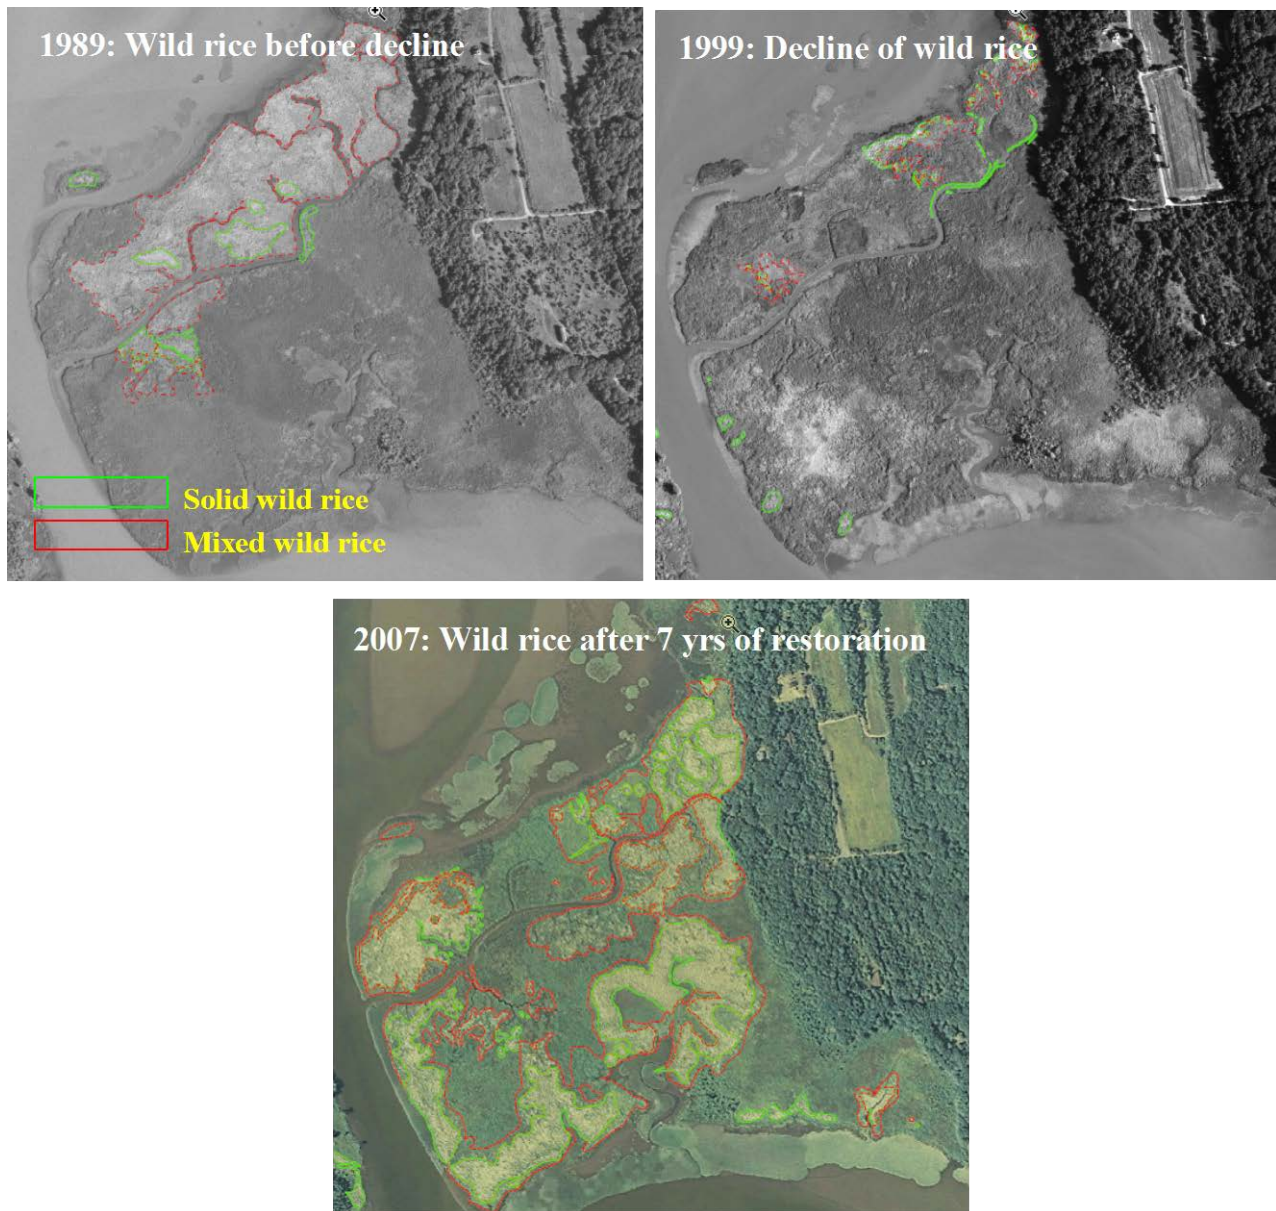 1989: Wild rice before decline
1999: Decline of wild rice
Solid wild rice
Mixed wild rice
2007: Wild rice after 7 yrs of restoration